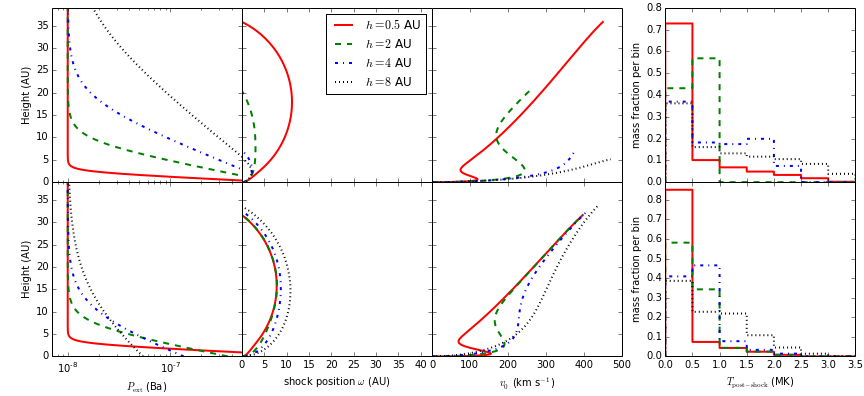 Height (AU)
35
30
25
20
15
10
5
0
h=0.5 AU
h=2 AU
h=4 AU
h=8 AU
mass fraction per bin
0.8
0.7
0.6
0.5
0.4
0.3
0.2
0.1
0.0
Height (AU)
35
30
25
20
15
10
5
0
mass fraction per bin
0.8
0.7
0.6
0.5
0.4
0.3
0.2
0.1
0.0
10⁻⁸ 10⁻⁷
0 5 10 15 20 25 30 35 40
0 100 200 300 400 500
0.0 0.5 1.0 1.5 2.0 2.5 3.0 3.5
P_ext (Ba)
shock position ω (AU)
v₀ (km s⁻¹)
T_post−shock (MK)